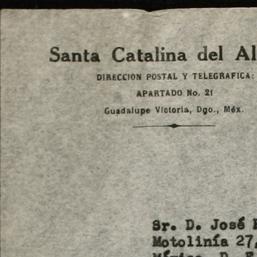 Santa Catalina del Al
DIRECCION POSTAL Y TELEGRAFICA:
APARTADO No. 21
Guadalupe Victoria, Dgo., Méx.
Sr. D. José
Motolinía 27,
México, D. F